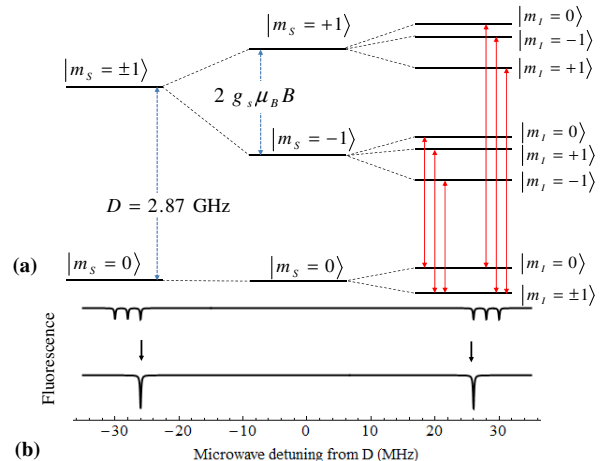 |m_S = +1⟩
|m_I = 0⟩
|m_I = −1⟩
|m_S = ±1⟩
|m_I = +1⟩
2 g_s μ_B B
|m_I = 0⟩
|m_S = −1⟩
|m_I = +1⟩
|m_I = −1⟩
D = 2.87 GHz
(a)
|m_S = 0⟩
|m_S = 0⟩
|m_I = 0⟩
|m_I = ±1⟩
Fluorescence
−30 −20 −10 0 10 20 30
(b)
Microwave detuning from D (MHz)